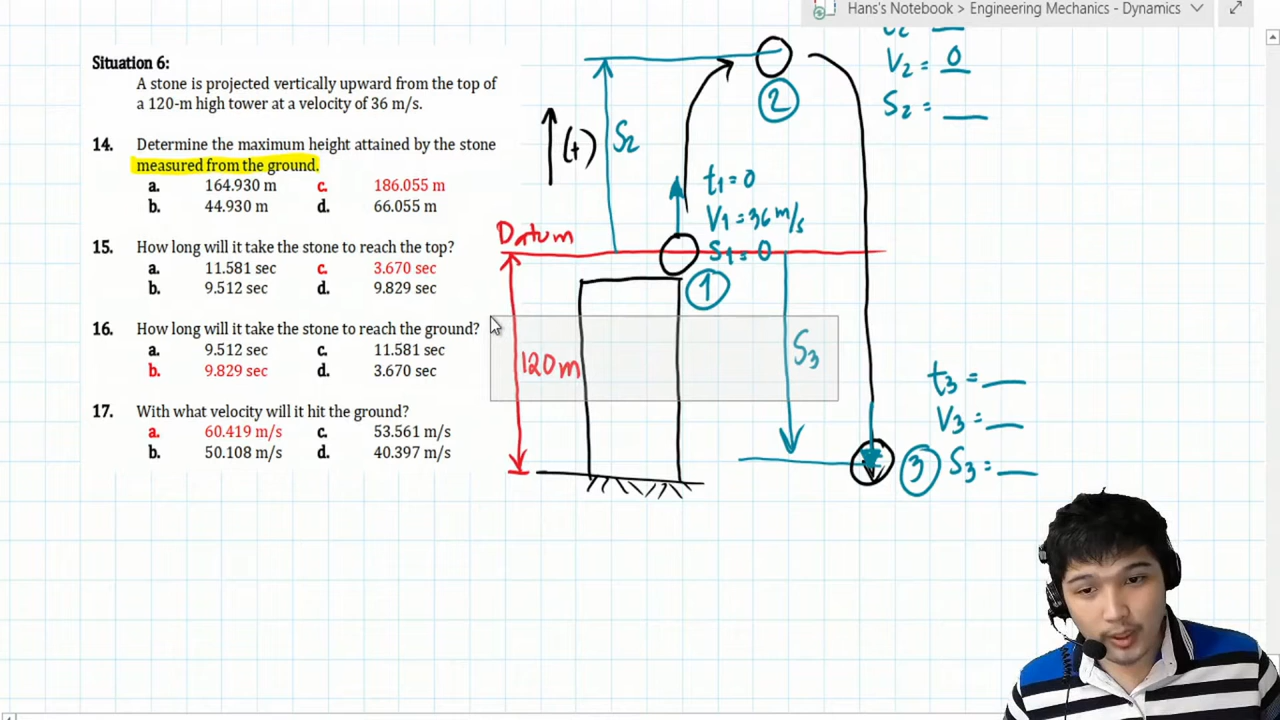 Hans's Notebook > Engineering Mechanics - Dynamics
Situation 6:
A stone is projected vertically upward from the top of
a 120-m high tower at a velocity of 36 m/s.
14. Determine the maximum height attained by the stone
measured from the ground.
a. 164.930 m c. 186.055 m
b. 44.930 m d. 66.055 m
15. How long will it take the stone to reach the top?
a. 11.581 sec c. 3.670 sec
b. 9.512 sec d. 9.829 sec
16. How long will it take the stone to reach the ground?
a. 9.512 sec c. 11.581 sec
b. 9.829 sec d. 3.670 sec
17. With what velocity will it hit the ground?
a. 60.419 m/s c. 53.561 m/s
b. 50.108 m/s d. 40.397 m/s
V2 = 0
S2 = __
2
(+)
S2
t1 = 0
V1 = 36 m/s
S1 = 0
Datum
1
120m
S3
t3 = __
V3 = __
3 S3 = __